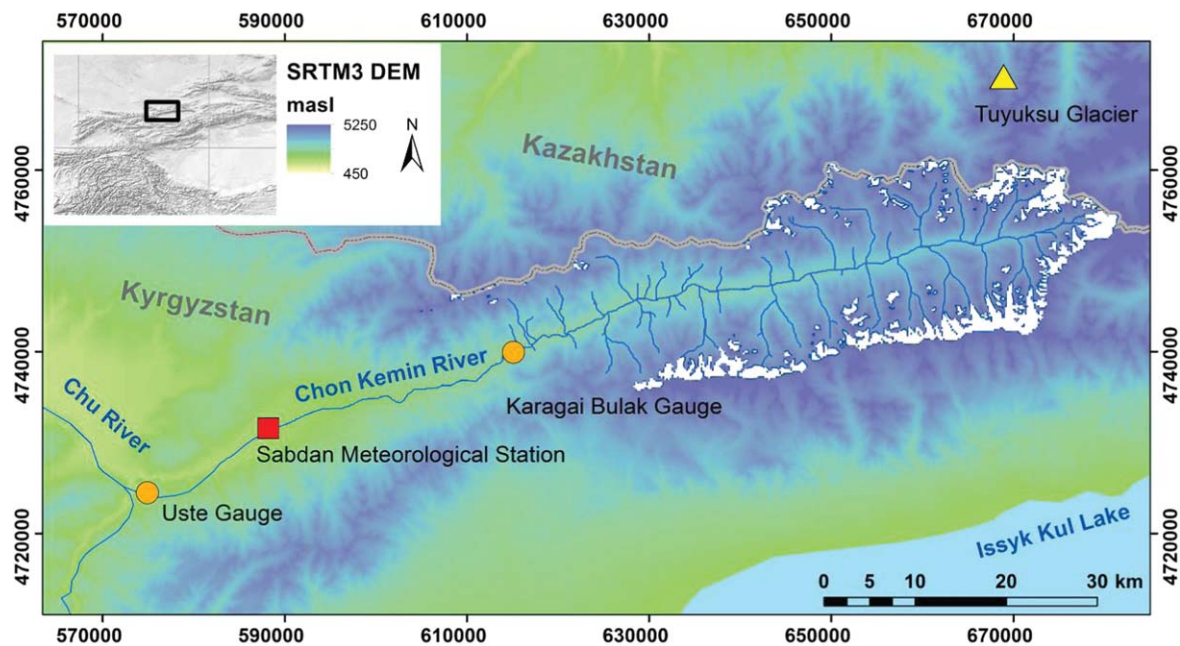 570000 590000 610000 630000 650000 670000
SRTM3 DEM
masl
5250
450
N
Tuyuksu Glacier
Kazakhstan
4760000
4760000
Kyrgyzstan
4740000
4740000
Chon Kemin River
Chu River
Karagai Bulak Gauge
Sabdan Meteorological Station
Uste Gauge
4720000
4720000
Issyk Kul Lake
0 5 10 20 30 km
570000 590000 610000 630000 650000 670000